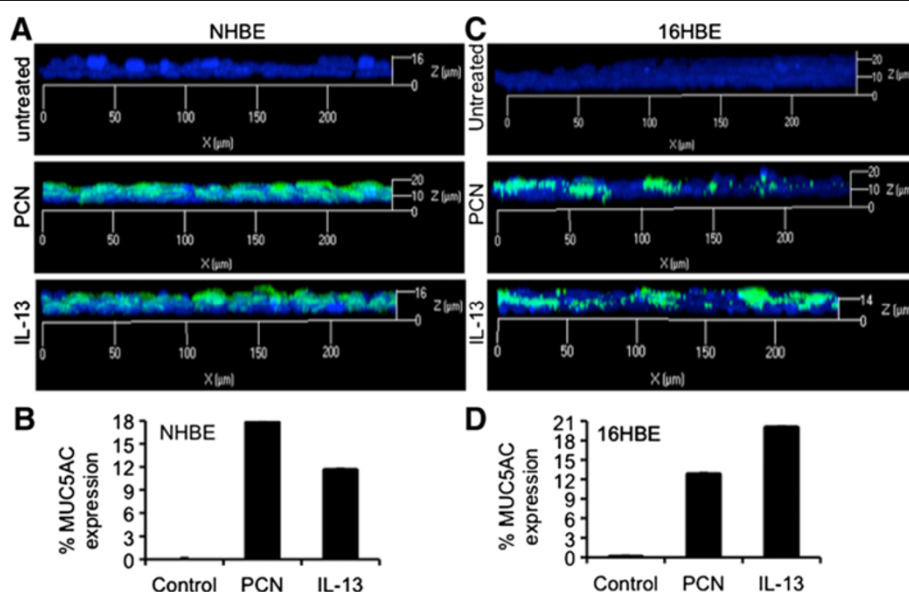 A NHBE
untreated
16
Z (µm)
0
0 50 100 150 200
X (µm)
PCN
20
10
Z (µm)
0
0 50 100 150 200
X (µm)
IL-13
16
Z (µm)
0
0 50 100 150 200
X (µm)
C 16HBE
Untreated
20
10
Z (µm
0
0 50 100 150 200
X (µm)
PCN
20
10
Z (µm
0
0 50 100 150 200
X (µm)
IL-13
14
Z (µm
0
0 50 100 150 200
X (µm)
B
NHBE
% MUC5AC
expression
18
15
12
9
6
3
0
Control PCN IL-13
D
16HBE
% MUC5AC
expression
21
18
15
12
9
6
3
0
Control PCN IL-13